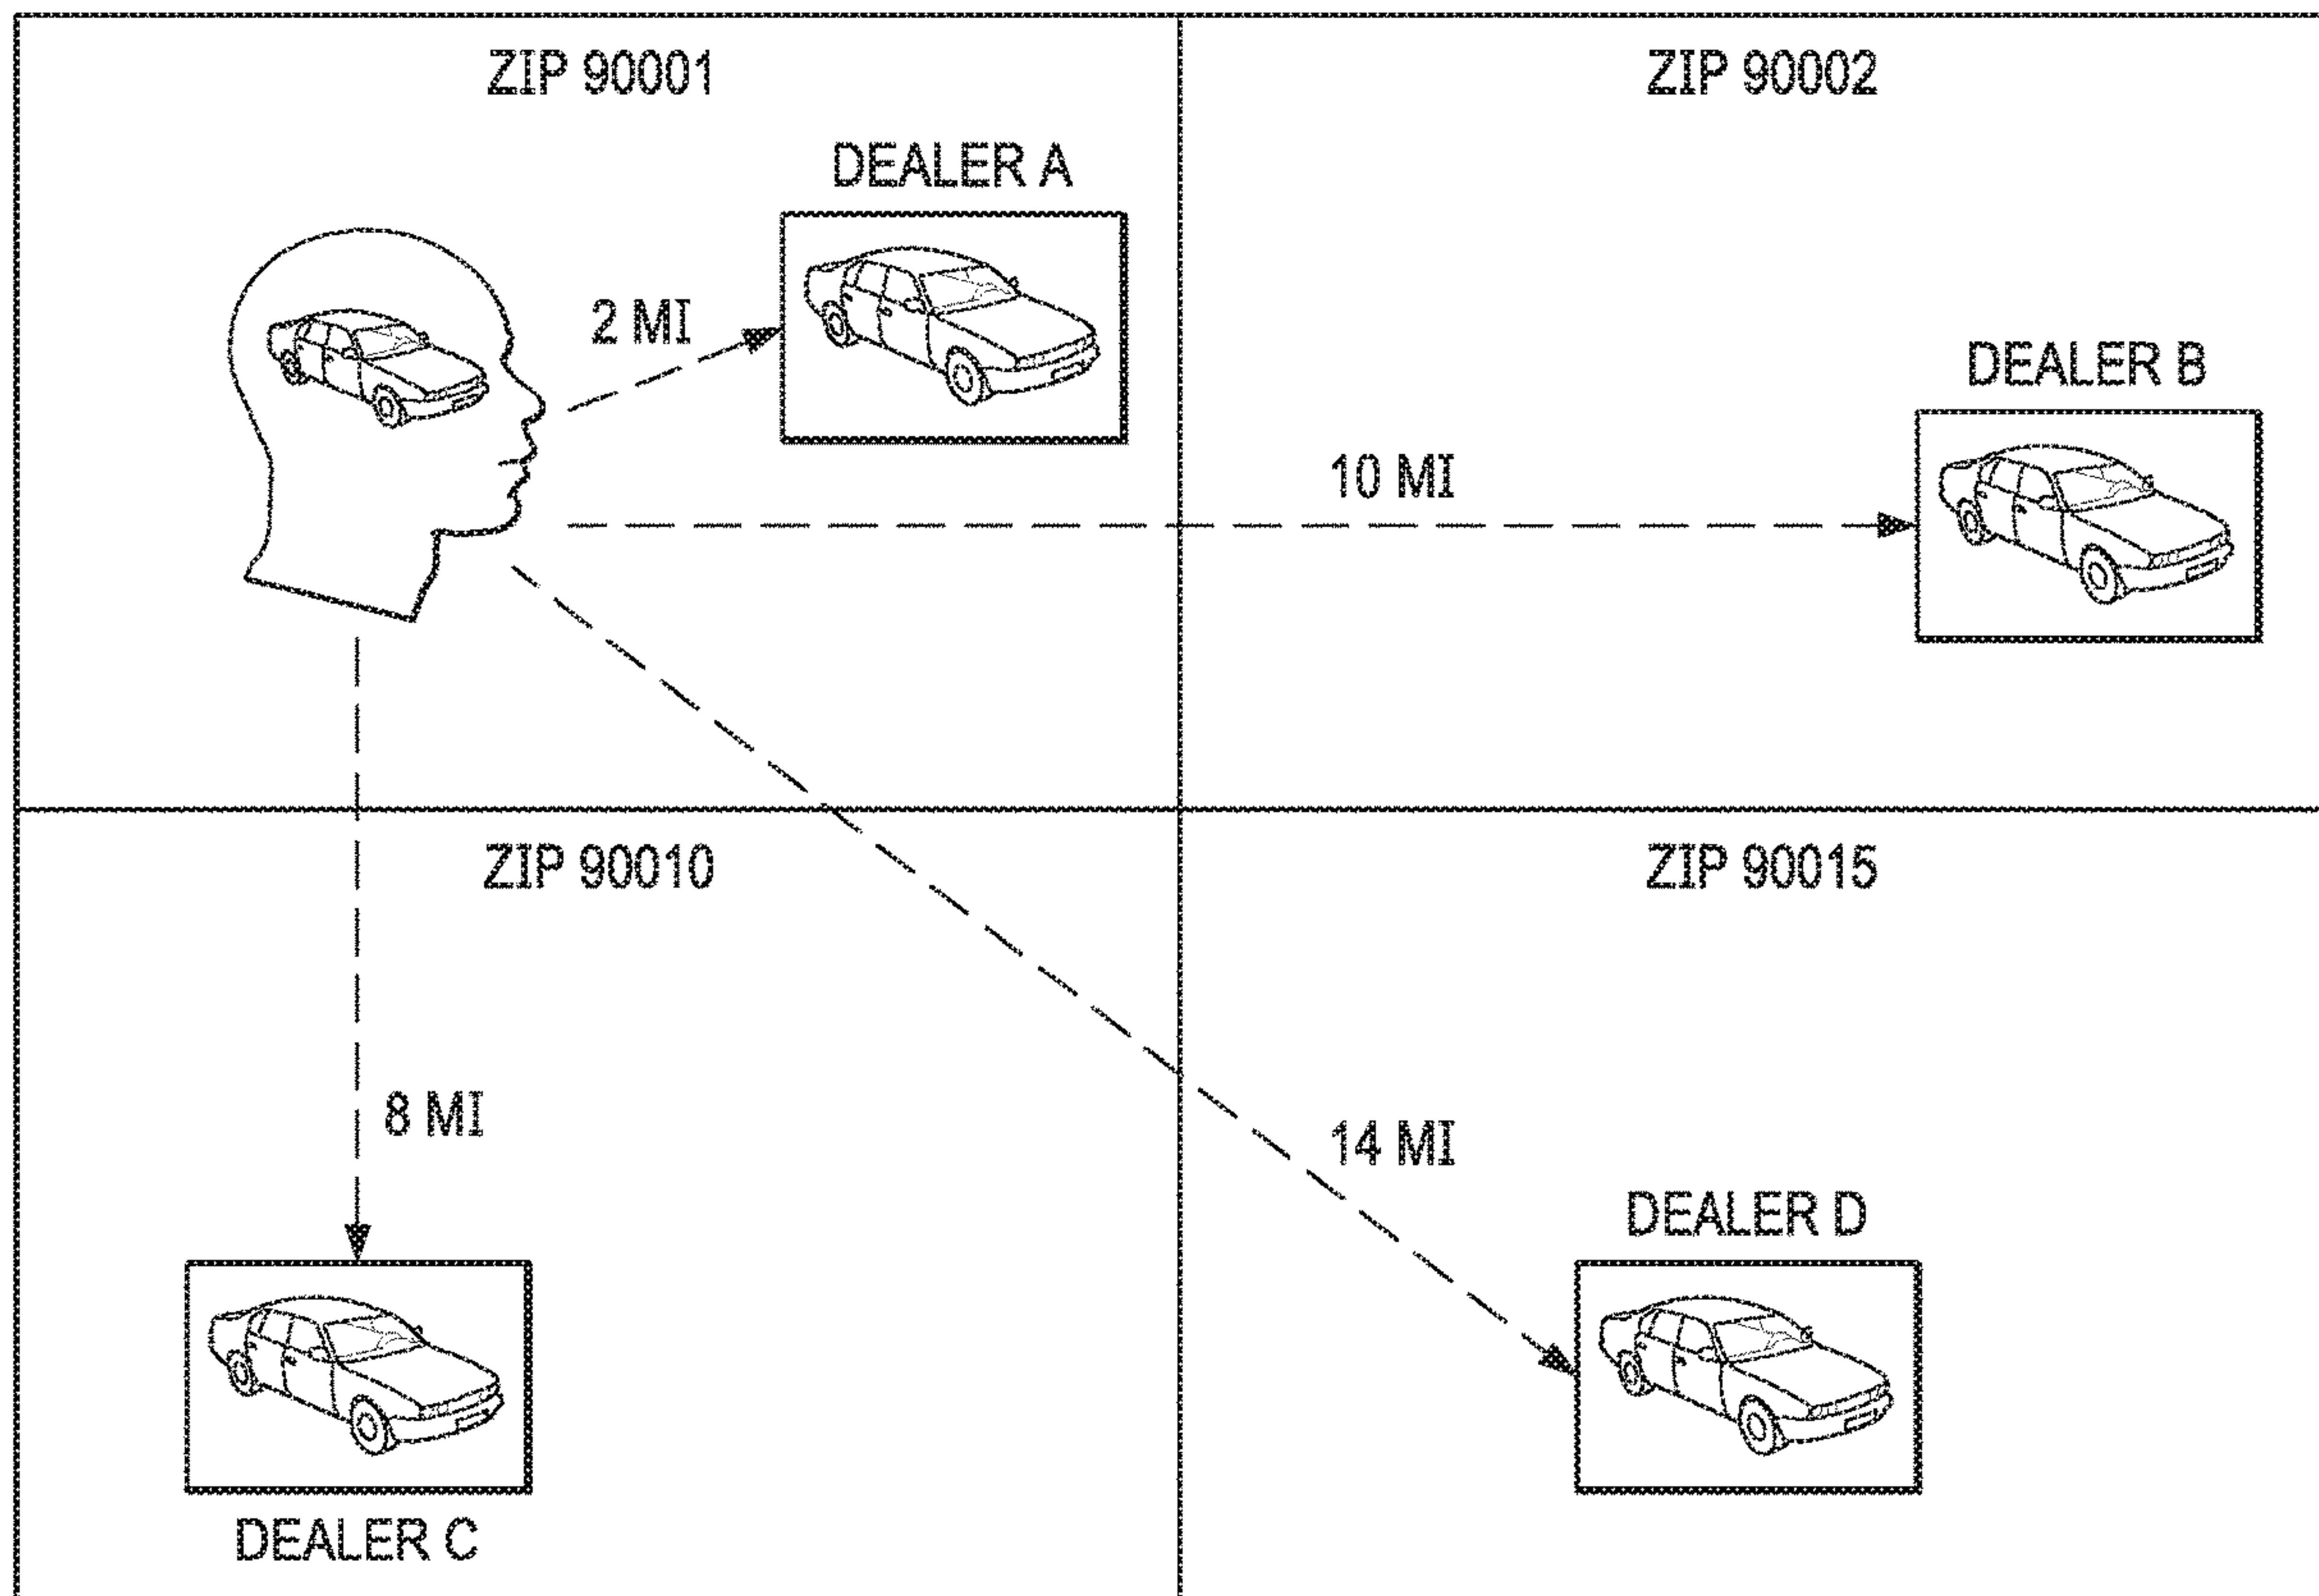 ZIP 90001
ZIP 90002
DEALER A
2 MI
DEALER B
10 MI
ZIP 90010
ZIP 90015
8 MI
14 MI
DEALER D
DEALER C